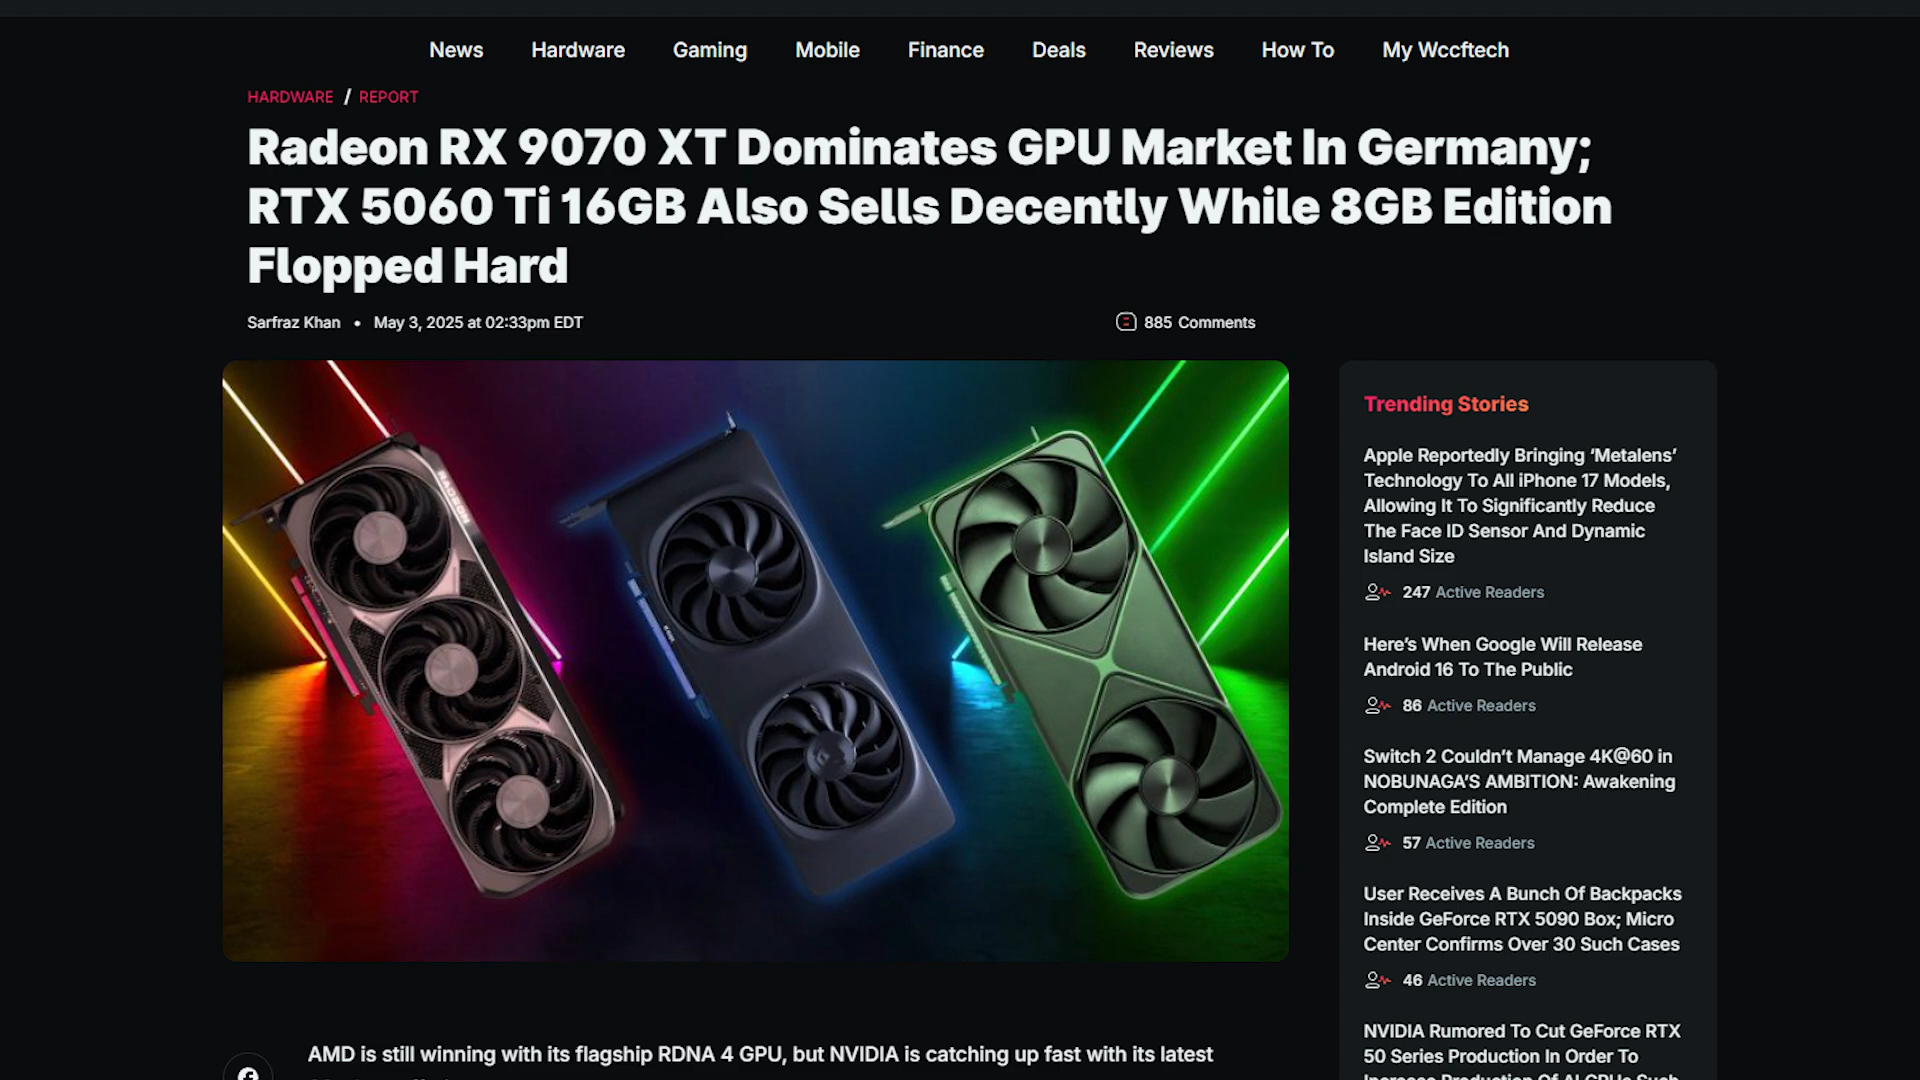 News Hardware Gaming Mobile Finance Deals Reviews How To My Wccftech
HARDWARE / REPORT
Radeon RX 9070 XT Dominates GPU Market In Germany;
RTX 5060 Ti 16GB Also Sells Decently While 8GB Edition
Flopped Hard
Sarfraz Khan • May 3, 2025 at 02:33pm EDT
885 Comments
RADEON
Trending Stories
Apple Reportedly Bringing ‘Metalens’
Technology To All iPhone 17 Models,
Allowing It To Significantly Reduce
The Face ID Sensor And Dynamic
Island Size
247 Active Readers
Here’s When Google Will Release
Android 16 To The Public
86 Active Readers
Switch 2 Couldn’t Manage 4K@60 in
NOBUNAGA’S AMBITION: Awakening
Complete Edition
57 Active Readers
User Receives A Bunch Of Backpacks
Inside GeForce RTX 5090 Box; Micro
Center Confirms Over 30 Such Cases
46 Active Readers
NVIDIA Rumored To Cut GeForce RTX
50 Series Production In Order To
AMD is still winning with its flagship RDNA 4 GPU, but NVIDIA is catching up fast with its latest